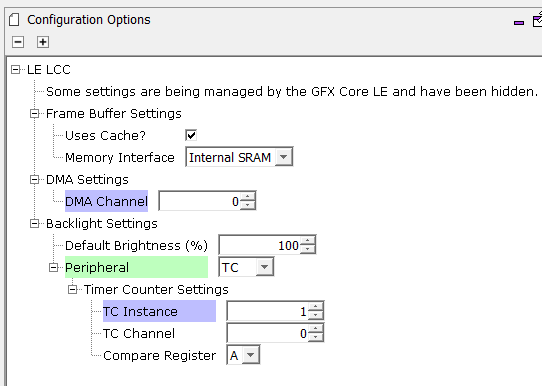 Configuration Options
LE LCC
Some settings are being managed by the GFX Core LE and have been hidden.
Frame Buffer Settings
Uses Cache?
Memory Interface Internal SRAM
DMA Settings
DMA Channel 0
Backlight Settings
Default Brightness (%) 100
Peripheral TC
Timer Counter Settings
TC Instance 1
TC Channel 0
Compare Register A